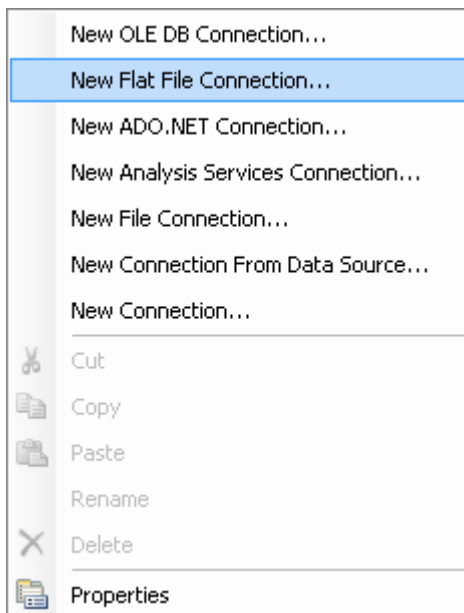 New OLE DB Connection...
New Flat File Connection...
New ADO.NET Connection...
New Analysis Services Connection...
New File Connection...
New Connection From Data Source...
New Connection...
Cut
Copy
Paste
Rename
Delete
Properties